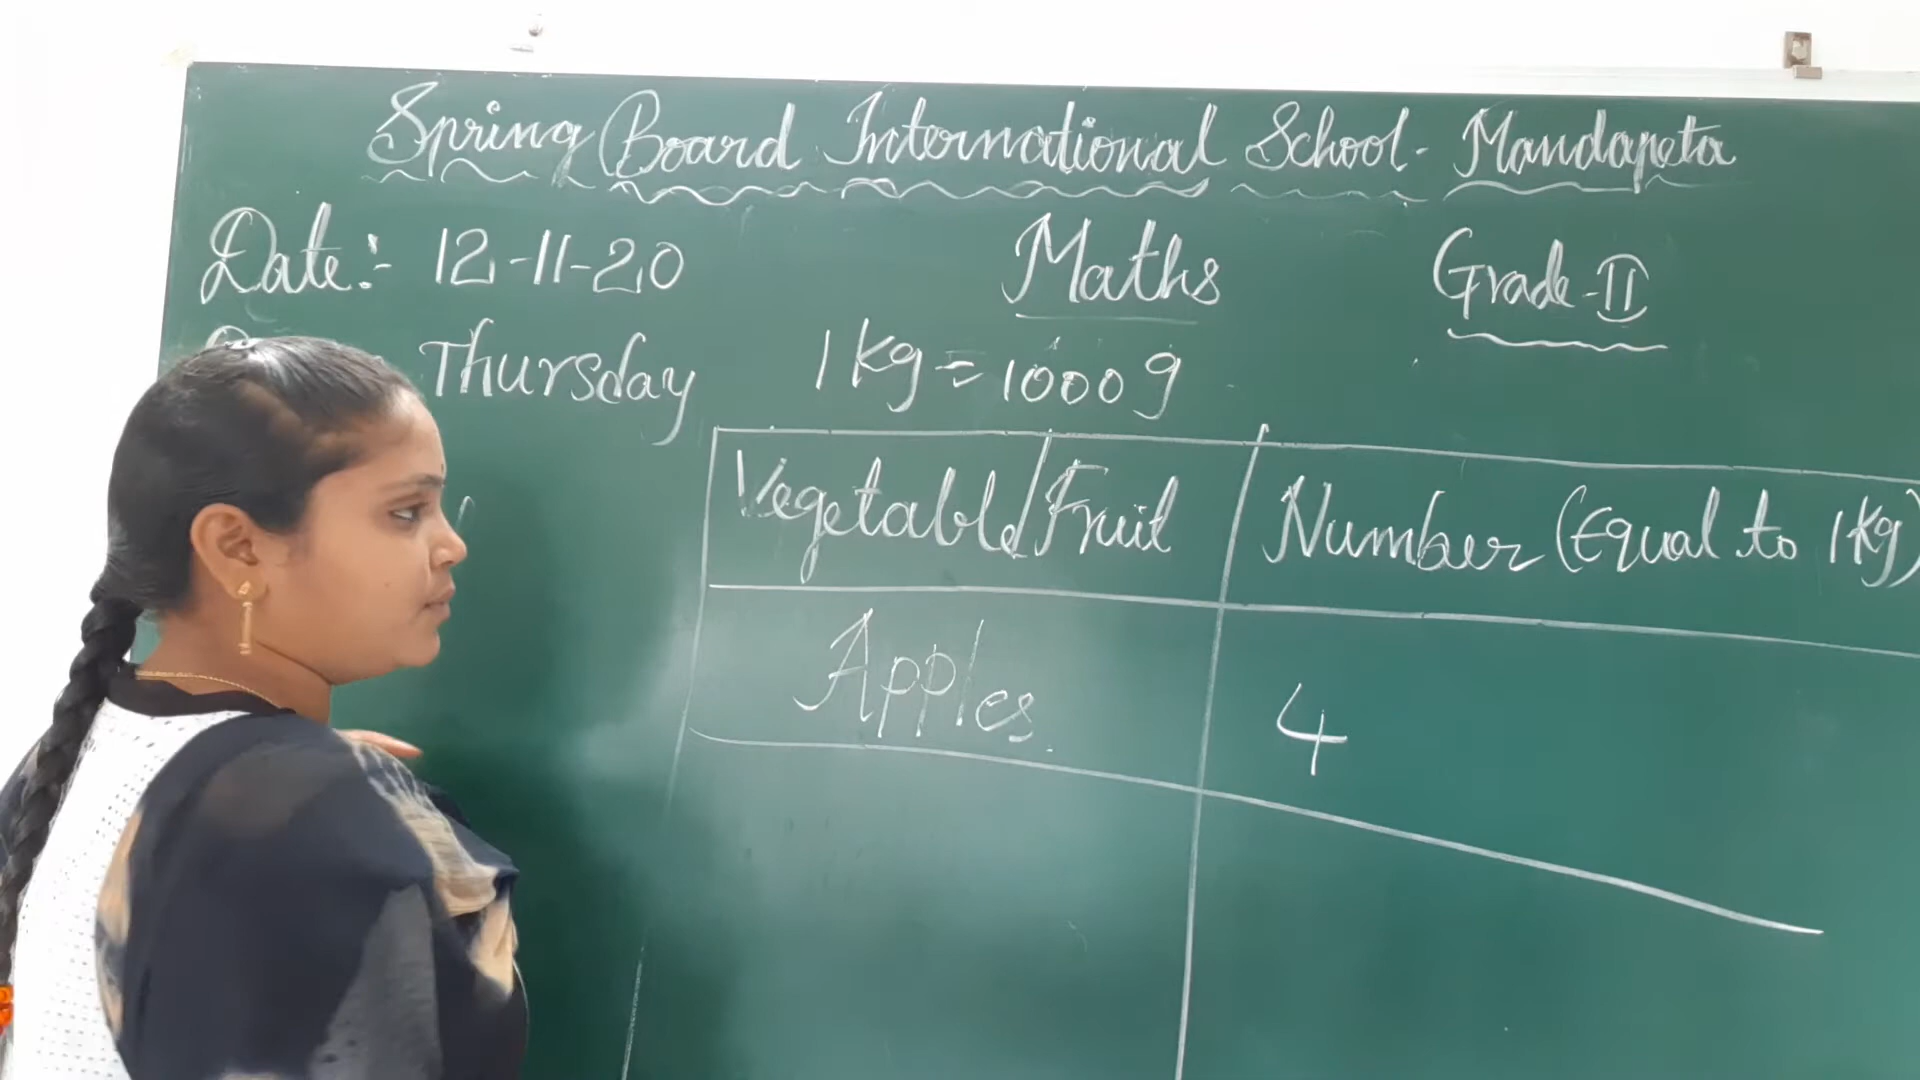 Spring Board International School - Mandapeta
Date:- 12-11-20 Maths Grade-II
Thursday 1kg = 1000g
Vegetable/Fruit Number (Equal to 1kg)
Apples. 4